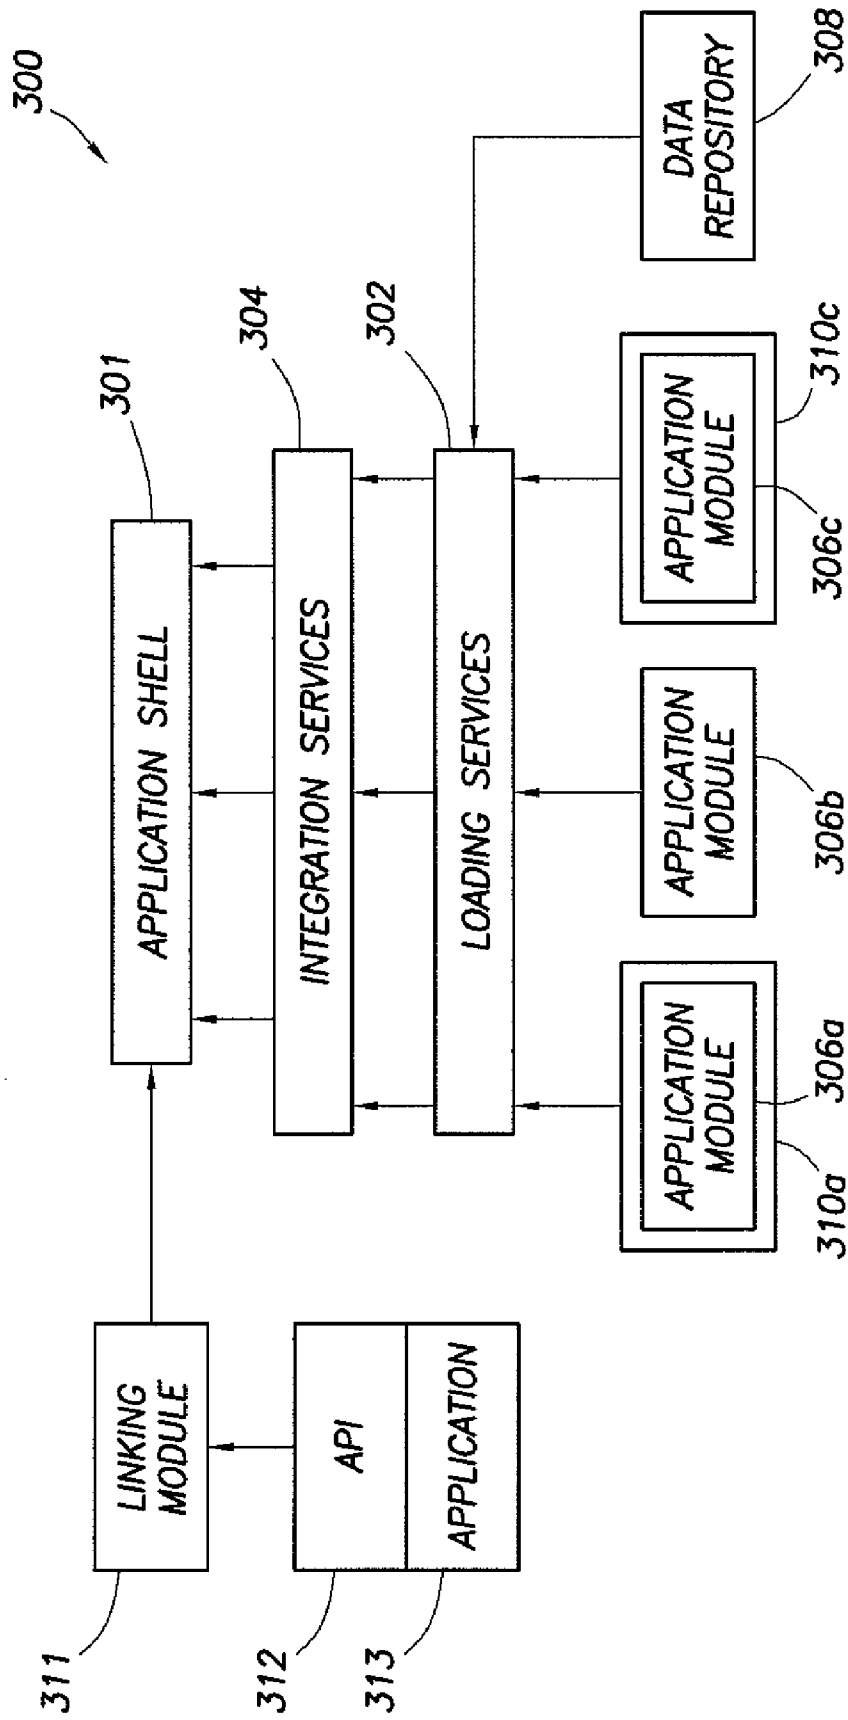 300
301
APPLICATION SHELL
304
INTEGRATION SERVICES
302
LOADING SERVICES
311
LINKING
MODULE
312
API
313
APPLICATION
APPLICATION
MODULE
310a
306a
APPLICATION
MODULE
306b
APPLICATION
MODULE
306c
310c
DATA
REPOSITORY
308